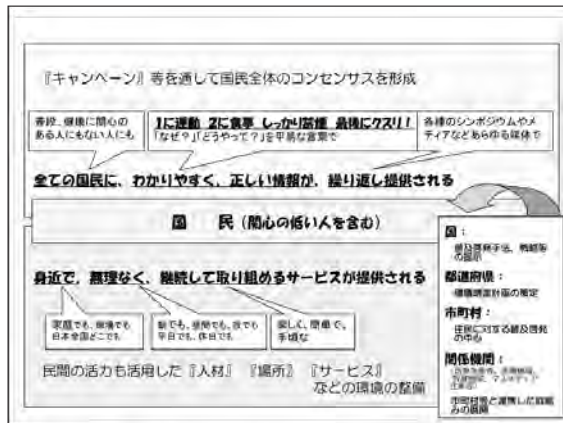 『キャンペーン』等を通して国民全体のコンセンサスを形成
普段、健康に関心の
ある人にもない人にも
1に運動 2に食事 しっかり禁煙 最後にクスリ！
「なぜ？」「どうやって？」を平易な言葉で
各種のシンポジウムやメ
ディアなどあらゆる媒体で
全ての国民に、わかりやすく、正しい情報が、繰り返し提供される
国　民（関心の低い人を含む）
身近で、無理なく、継続して取り組めるサービスが提供される
家庭でも、職場でも
日本全国どこでも
朝でも、昼間でも、夜でも
平日でも、休日でも
楽しく、簡単で、
手頃な
民間の活力も活用した『人材』『場所』『サービス』
などの環境の整備
国：
普及啓発手法、戦略等
の提示
都道府県：
健康増進計画の策定
市町村：
住民に対する普及啓発
の中心
関係機関：
市町村等と連携した取組
みの展開